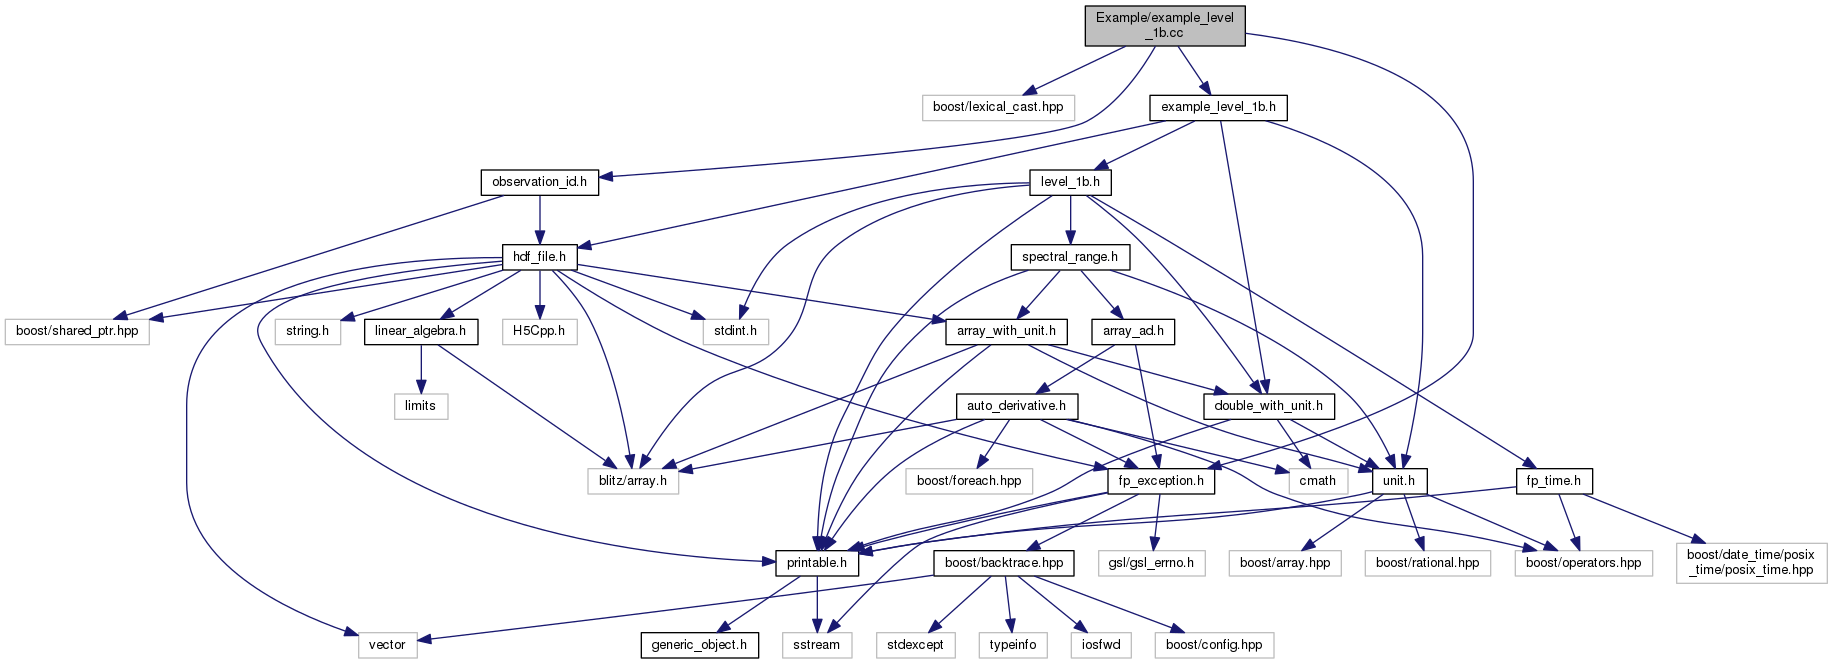 Example/example_level
_1b.cc
boost/lexical_cast.hpp
example_level_1b.h
observation_id.h
level_1b.h
hdf_file.h
spectral_range.h
boost/shared_ptr.hpp
string.h
linear_algebra.h
H5Cpp.h
stdint.h
array_with_unit.h
array_ad.h
limits
auto_derivative.h
double_with_unit.h
blitz/array.h
boost/foreach.hpp
fp_exception.h
cmath
unit.h
fp_time.h
printable.h
boost/backtrace.hpp
gsl/gsl_errno.h
boost/array.hpp
boost/rational.hpp
boost/operators.hpp
boost/date_time/posix
_time/posix_time.hpp
vector
generic_object.h
sstream
stdexcept
typeinfo
iosfwd
boost/config.hpp